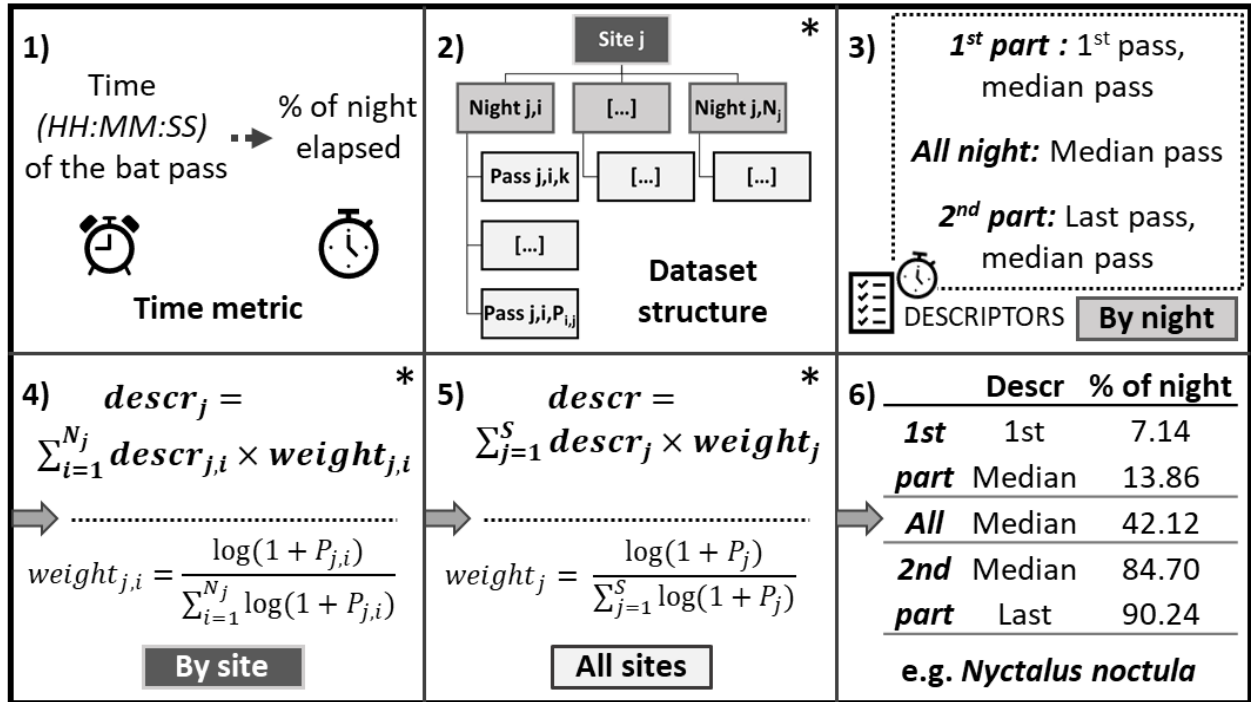 1)
Time
(HH:MM:SS)
of the bat pass
% of night
elapsed
Time metric
2)
*
Site j
Night j,i
[...]
Night j,N_j
Pass j,i,k
[...]
[...]
[...]
Pass j,i,P_i,j
Dataset
structure
3)
1st part : 1st pass,
median pass
All night: Median pass
2nd part: Last pass,
median pass
DESCRIPTORS
By night
4)
*
descr_j =
∑_{i=1}^{N_j} descr_{j,i} × weight_{j,i}
weight_{j,i} = log(1 + P_{j,i}) / ∑_{i=1}^{N_j} log(1 + P_{j,i})
By site
5)
*
descr =
∑_{j=1}^{S} descr_j × weight_j
weight_j = log(1 + P_j) / ∑_{j=1}^{S} log(1 + P_j)
All sites
6)
Descr % of night
1st 1st 7.14
part Median 13.86
All Median 42.12
2nd Median 84.70
part Last 90.24
e.g. Nyctalus noctula